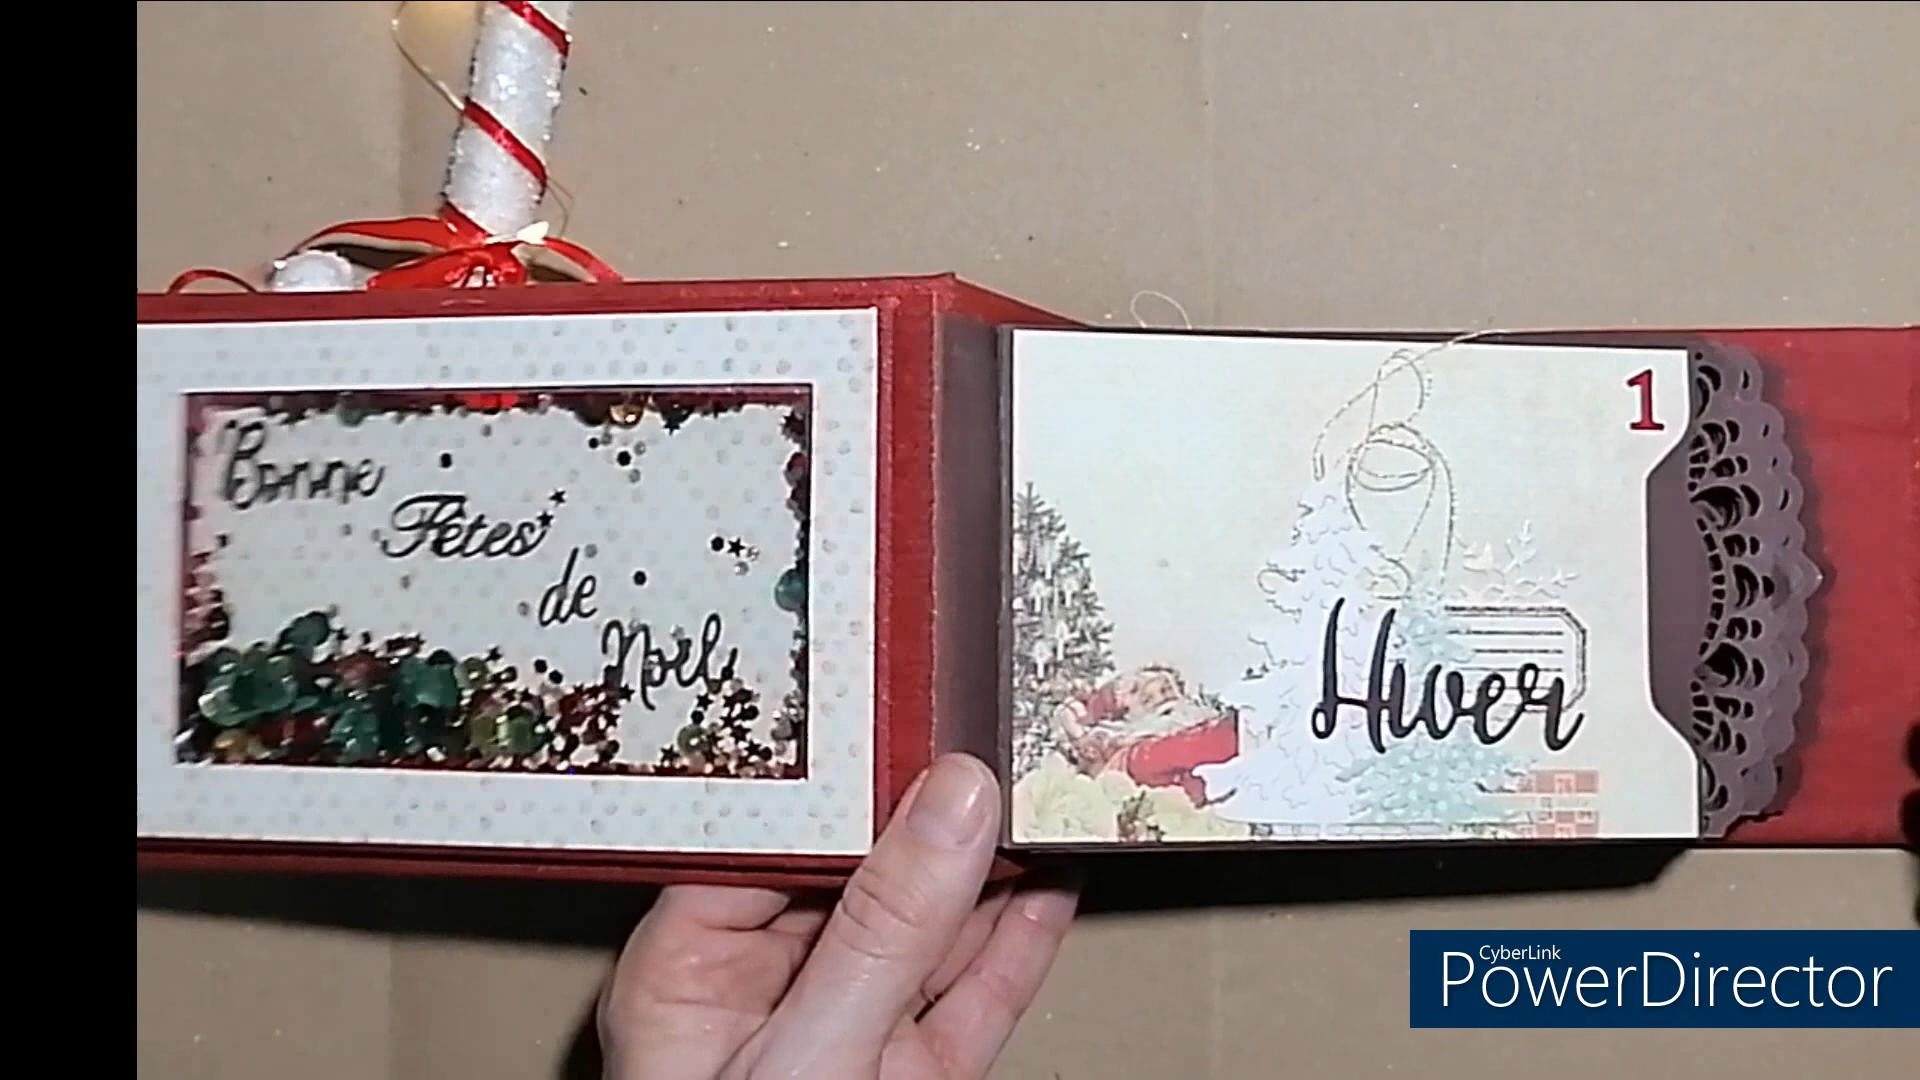 Bonne
Fêtes
de
Noël
1
Hiver
CyberLink
PowerDirector